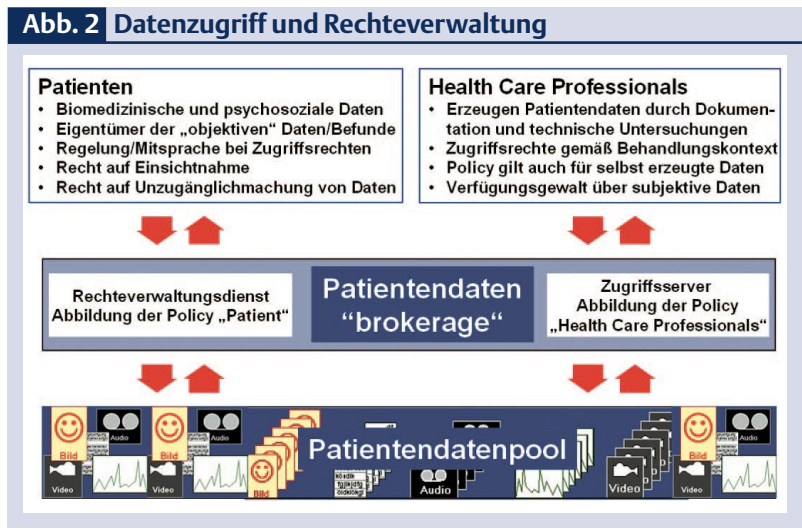 Abb. 2 Datenzugriff und Rechteverwaltung
Patienten
• Biomedizinische und psychosoziale Daten
• Eigentümer der „objektiven“ Daten/Befunde
• Regelung/Mitsprache bei Zugriffsrechten
• Recht auf Einsichtnahme
• Recht auf Unzugänglichmachung von Daten
Health Care Professionals
• Erzeugen Patientendaten durch Dokumen-
tation und technische Untersuchungen
• Zugriffsrechte gemäß Behandlungskontext
• Policy gilt auch für selbst erzeugte Daten
• Verfügungsgewalt über subjektive Daten
Rechteverwaltungsdienst
Abbildung der Policy „Patient“
Patientendaten
“brokerage“
Zugriffsserver
Abbildung der Policy
„Health Care Professionals“
Patientendatenpool
Bild
Audio
Video
Bild
Audio
Video
Bild
Audio
Video
Bild
Audio
Video